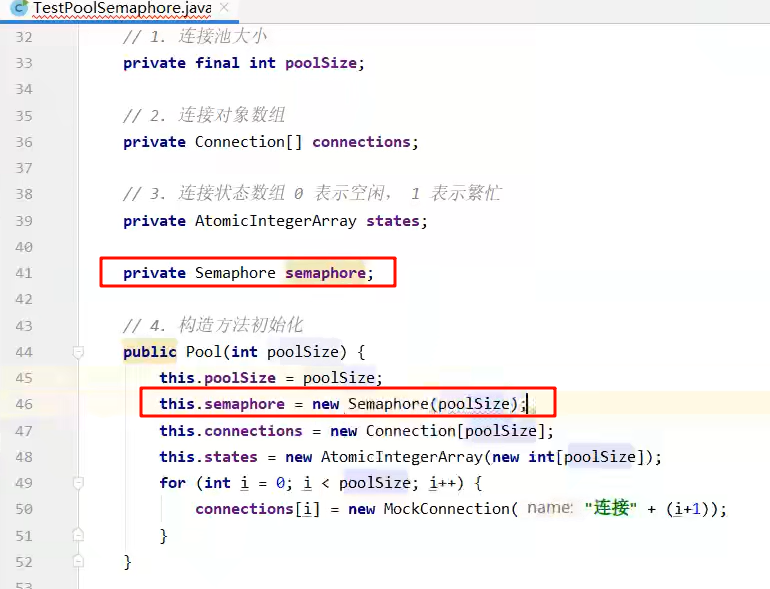 TestPoolSemaphore.java
32 // 1. 连接池大小
33 private final int poolSize;
34
35 // 2. 连接对象数组
36 private Connection[] connections;
37
38 // 3. 连接状态数组 0 表示空闲， 1 表示繁忙
39 private AtomicIntegerArray states;
40
41 private Semaphore semaphore;
42
43 // 4. 构造方法初始化
44 public Pool(int poolSize) {
45 this.poolSize = poolSize;
46 this.semaphore = new Semaphore(poolSize);
47 this.connections = new Connection[poolSize];
48 this.states = new AtomicIntegerArray(new int[poolSize]);
49 for (int i = 0; i < poolSize; i++) {
50 connections[i] = new MockConnection( name: "连接" + (i+1));
51 }
52 }
53